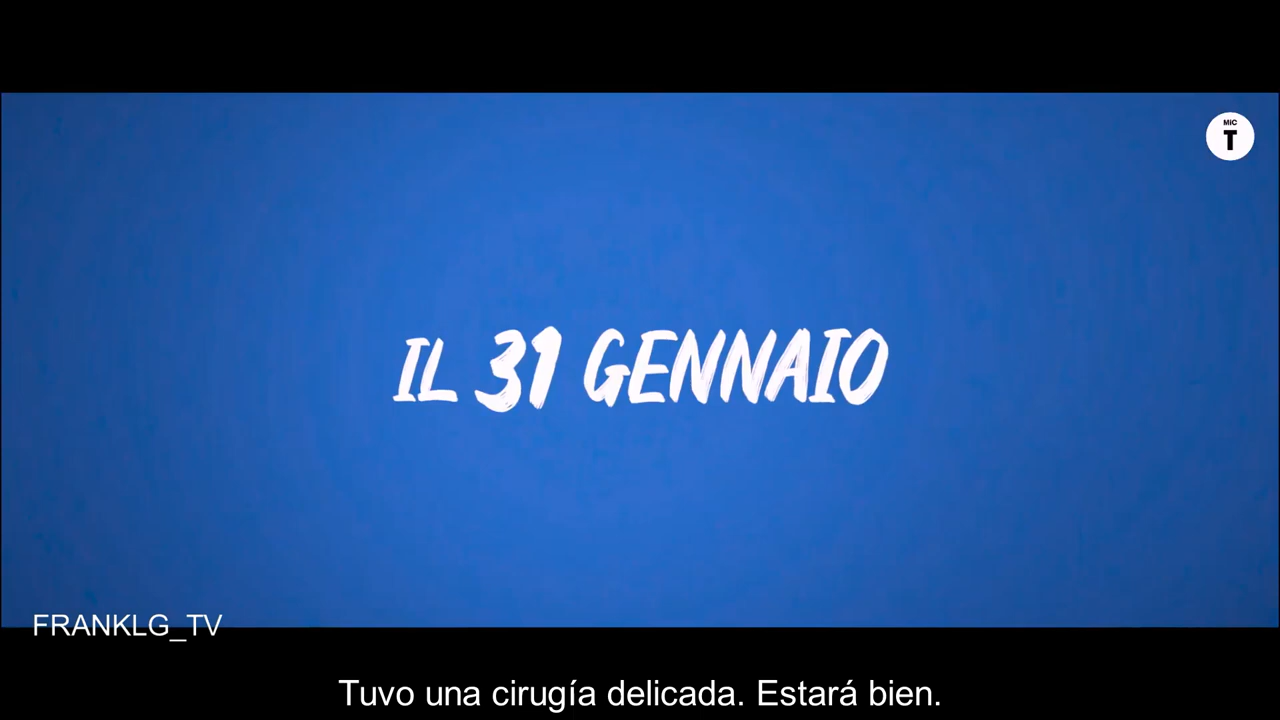 MiC
T
IL 31 GENNAIO
FRANKLG_TV
Tuvo una cirugía delicada. Estará bien.